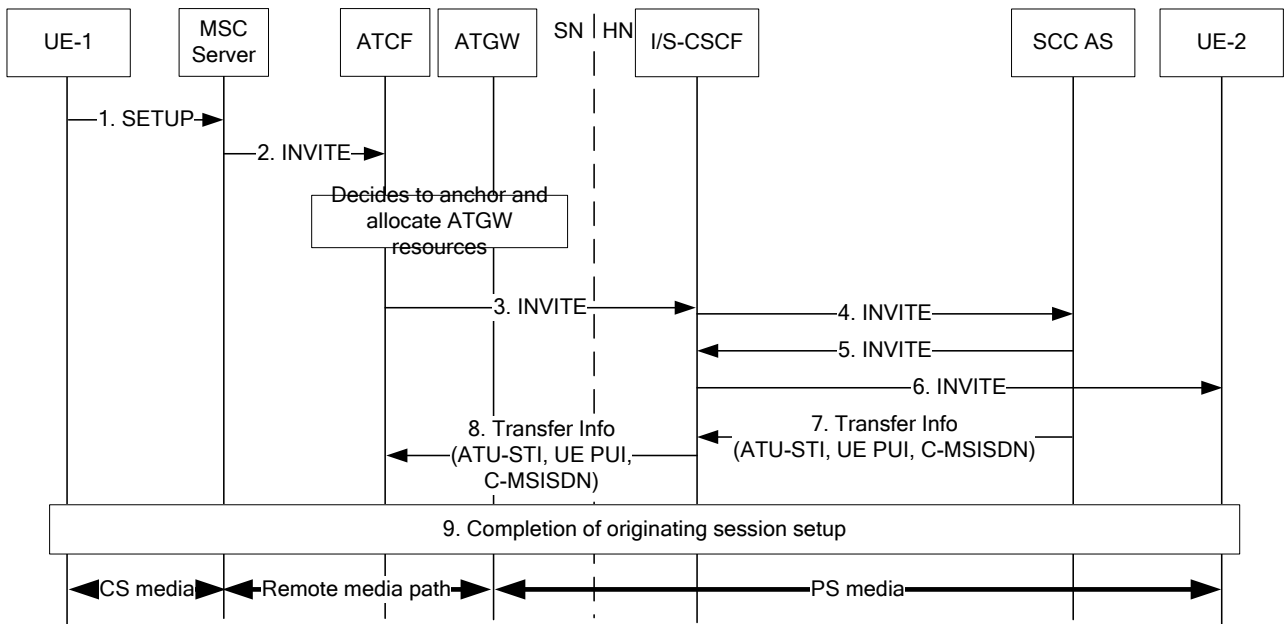 UE-1
MSC
Server
ATCF
ATGW
SN
HN
I/S-CSCF
SCC AS
UE-2
1. SETUP
2. INVITE
Decides to anchor and
allocate ATGW
resources
3. INVITE
4. INVITE
5. INVITE
6. INVITE
7. Transfer Info
(ATU-STI, UE PUI, C-MSISDN)
8. Transfer Info
(ATU-STI, UE PUI,
C-MSISDN)
9. Completion of originating session setup
CS media
Remote media path
PS media